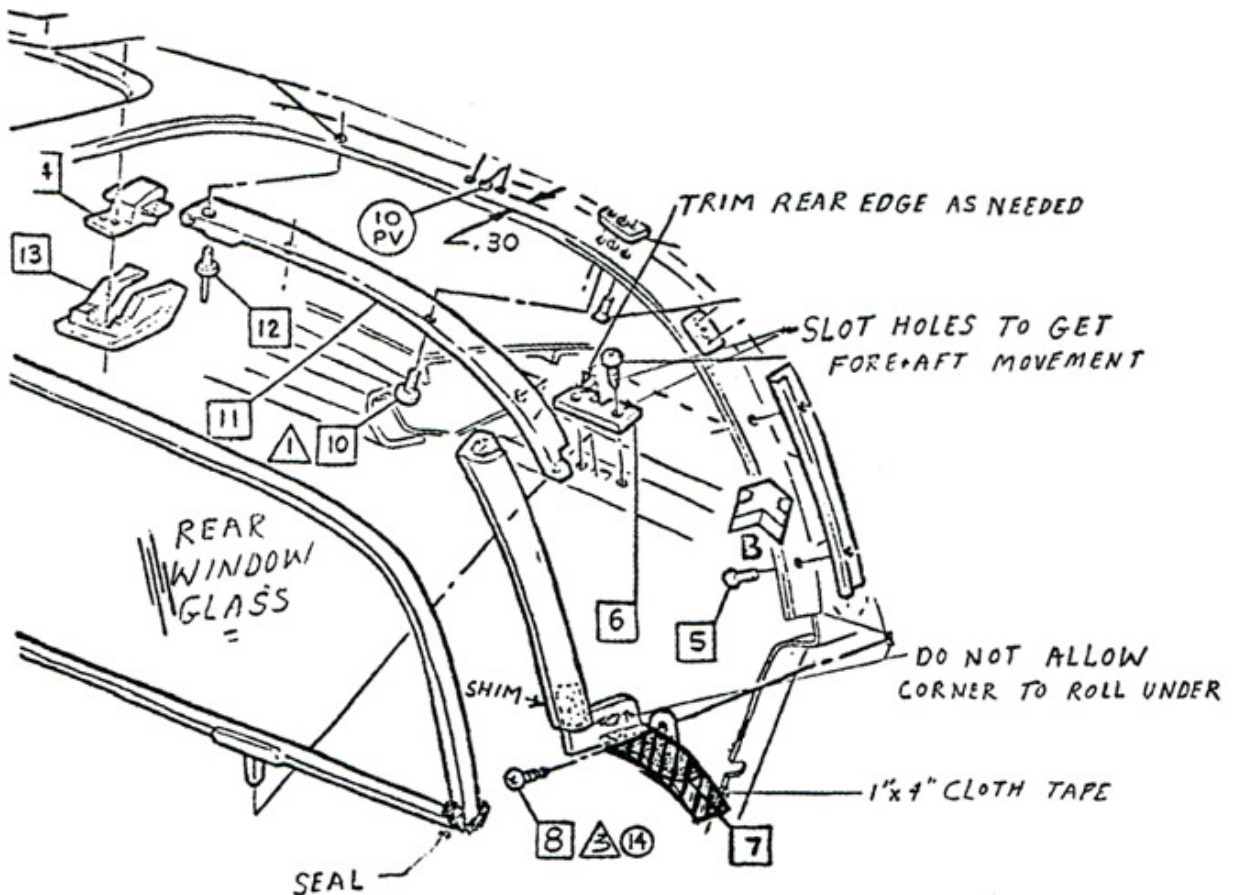 4
10
PV
.30
TRIM REAR EDGE AS NEEDED
13
12
SLOT HOLES TO GET
FORE+AFT MOVEMENT
11
1
10
REAR
WINDOW
GLASS
B
6
5
DO NOT ALLOW
CORNER TO ROLL UNDER
SHIM
1"x4" CLOTH TAPE
8
3
14
7
SEAL